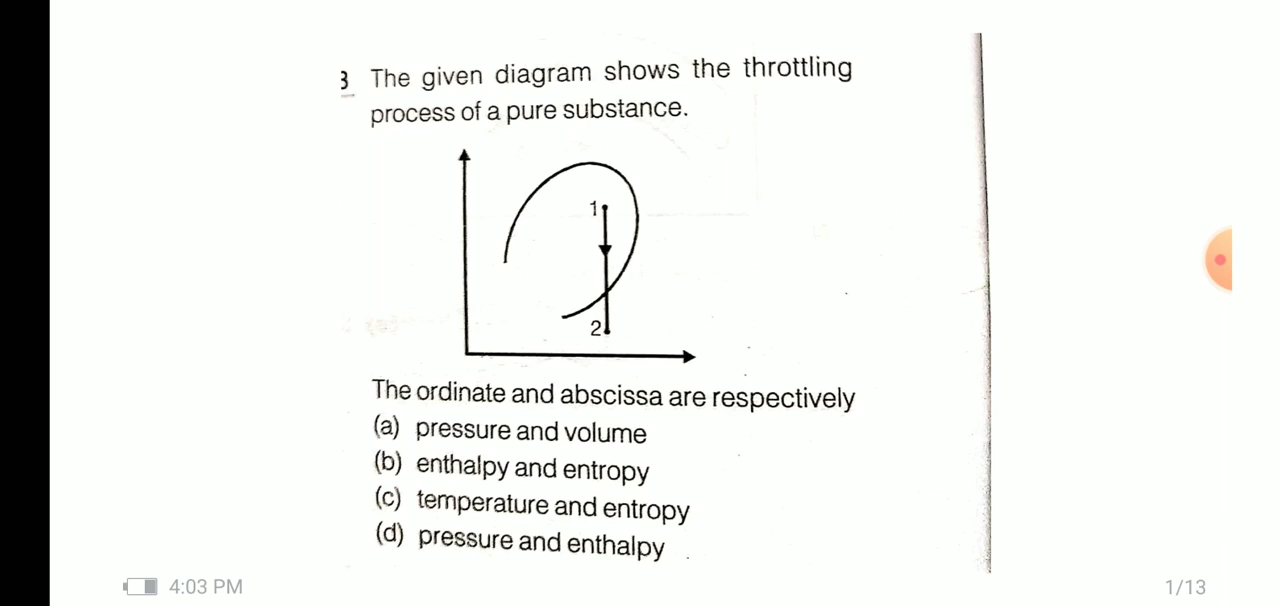 3 The given diagram shows the throttling
process of a pure substance.
1
2
The ordinate and abscissa are respectively
(a) pressure and volume
(b) enthalpy and entropy
(c) temperature and entropy
(d) pressure and enthalpy
4:03 PM
1/13